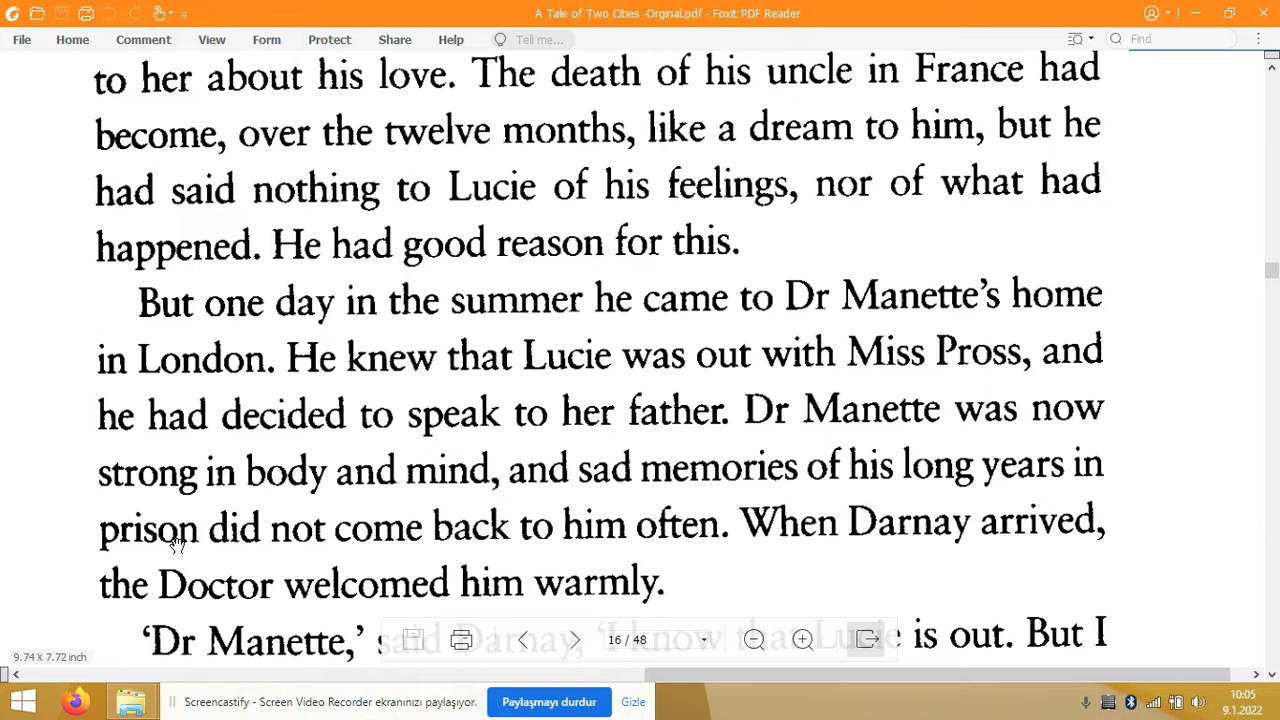 A Tale of Two Cities -Orginal.pdf - Foxit PDF Reader
File Home Comment View Form Protect Share Help Tell me... Find
to her about his love. The death of his uncle in France had
become, over the twelve months, like a dream to him, but he
had said nothing to Lucie of his feelings, nor of what had
happened. He had good reason for this.
But one day in the summer he came to Dr Manette's home
in London. He knew that Lucie was out with Miss Pross, and
he had decided to speak to her father. Dr Manette was now
strong in body and mind, and sad memories of his long years in
prison did not come back to him often. When Darnay arrived,
the Doctor welcomed him warmly.
'Dr Manette,' said Darnay, 'I know that Lucie is out. But I
16 / 48
9.74 X 7.72 inch
Screencastify - Screen Video Recorder ekranınızı paylaşıyor. Paylaşmayı durdur Gizle
10:05
9.1.2022